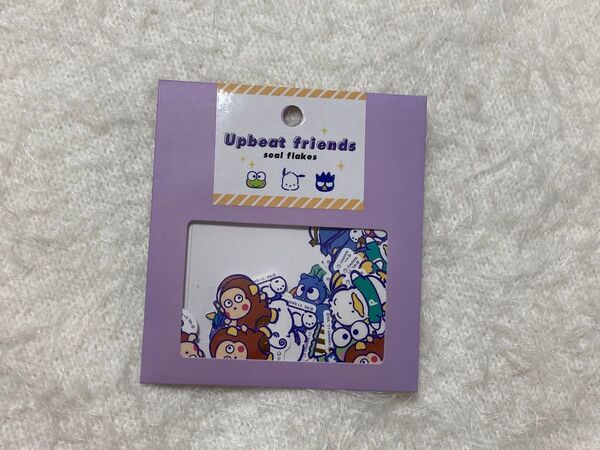 Upbeat friends
seal flakes